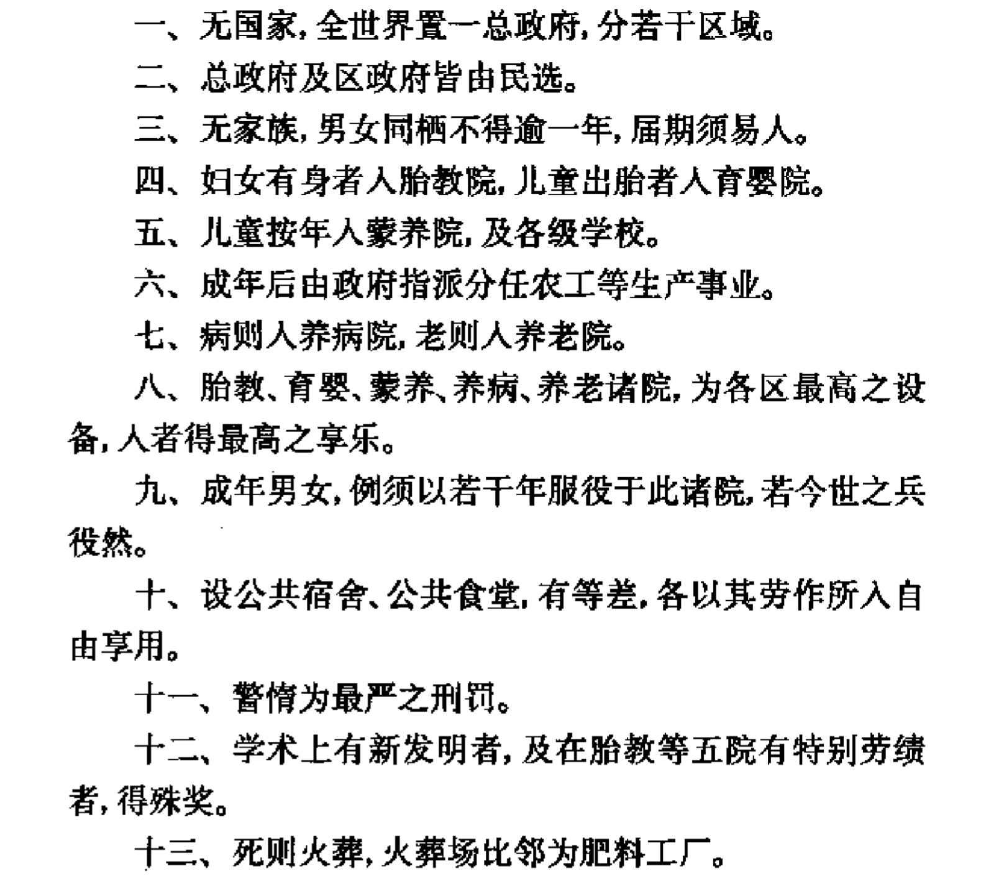 一、无国家,全世界置一总政府,分若干区域。
二、总政府及区政府皆由民选。
三、无家族,男女同栖不得逾一年,届期须易人。
四、妇女有身者入胎教院,儿童出胎者入育婴院。
五、儿童按年入蒙养院,及各级学校。
六、成年后由政府指派分任农工等生产事业。
七、病则入养病院,老则入养老院。
八、胎教、育婴、蒙养、养病、养老诸院,为各区最高之设
备,入者得最高之享乐。
九、成年男女,例须以若干年服役于此诸院,若今世之兵
役然。
十、设公共宿舍、公共食堂,有等差,各以其劳作所入自
由享用。
十一、警惰为最严之刑罚。
十二、学术上有新发明者,及在胎教等五院有特别劳绩
者,得殊奖。
十三、死则火葬,火葬场比邻为肥料工厂。